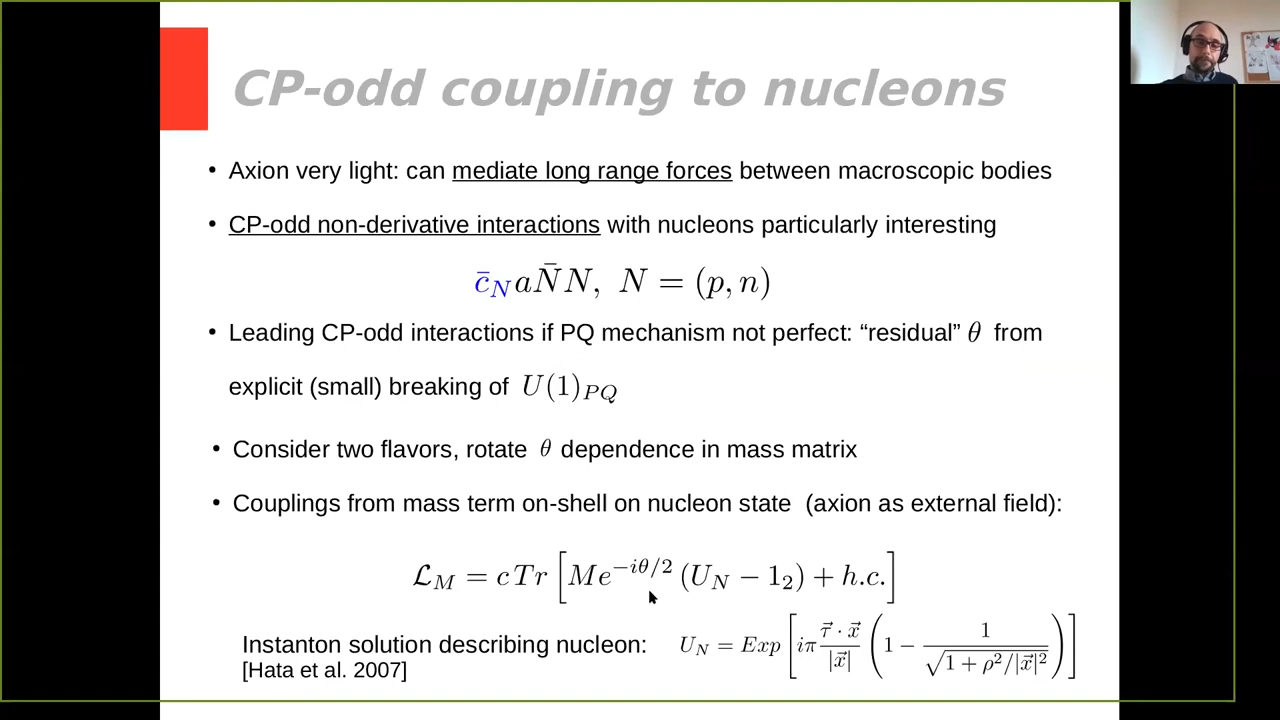 CP-odd coupling to nucleons
• Axion very light: can mediate long range forces between macroscopic bodies
• CP-odd non-derivative interactions with nucleons particularly interesting
c̄_N a N̄ N, N = (p, n)
• Leading CP-odd interactions if PQ mechanism not perfect: “residual” θ from
explicit (small) breaking of U(1)_{PQ}
• Consider two flavors, rotate θ dependence in mass matrix
• Couplings from mass term on-shell on nucleon state (axion as external field):
ℒ_M = c Tr [M e^{-iθ/2} (U_N − 1_2) + h.c.]
Instanton solution describing nucleon: U_N = Exp [iπ (τ⃗ · x⃗)/|x⃗| (1 − 1/√(1 + ρ²/|x⃗|²))]
[Hata et al. 2007]